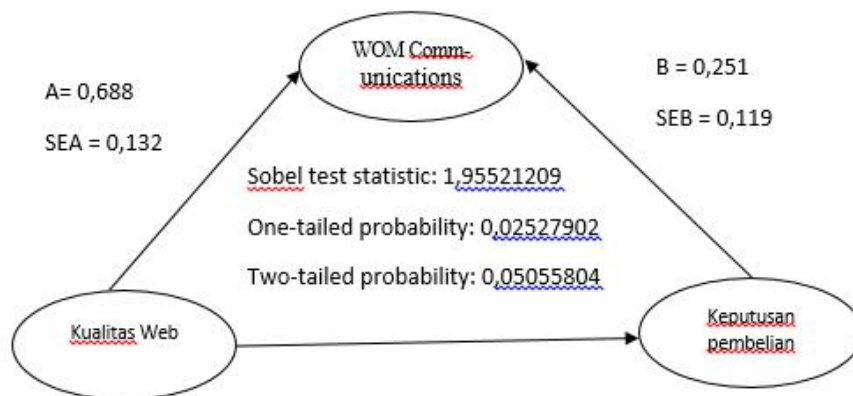 WOM Comm-
unications
A= 0,688
SEA = 0,132
B = 0,251
SEB = 0,119
Sobel test statistic: 1,95521209
One-tailed probability: 0,02527902
Two-tailed probability: 0,05055804
Kualitas Web
Keputusan
pembelian